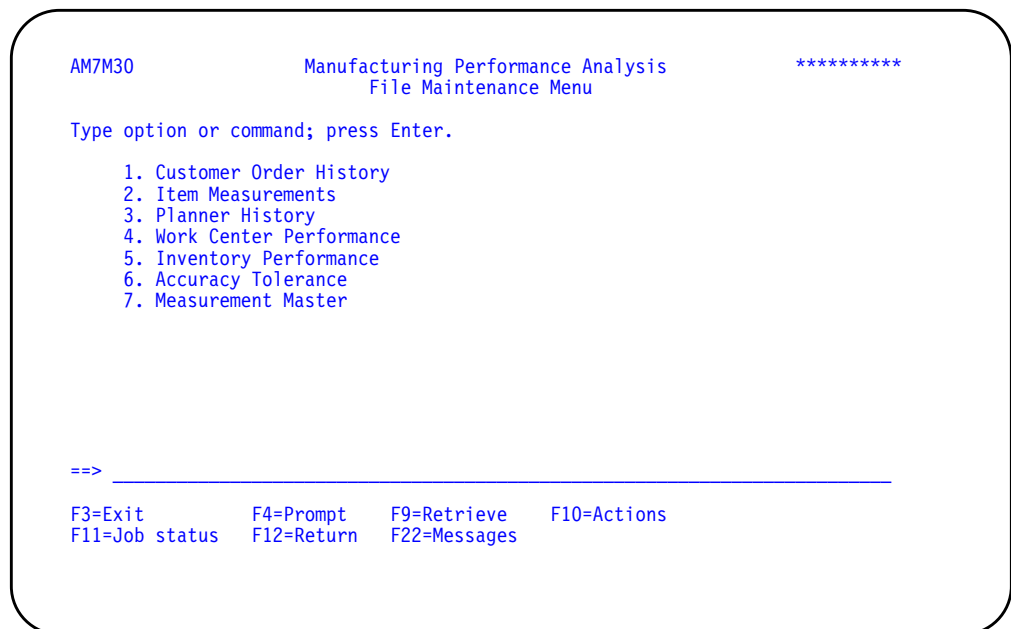 AM7M30 Manufacturing Performance Analysis **********
File Maintenance Menu
Type option or command; press Enter.
1. Customer Order History
2. Item Measurements
3. Planner History
4. Work Center Performance
5. Inventory Performance
6. Accuracy Tolerance
7. Measurement Master
==> ____________________________________________________________
F3=Exit F4=Prompt F9=Retrieve F10=Actions
F11=Job status F12=Return F22=Messages